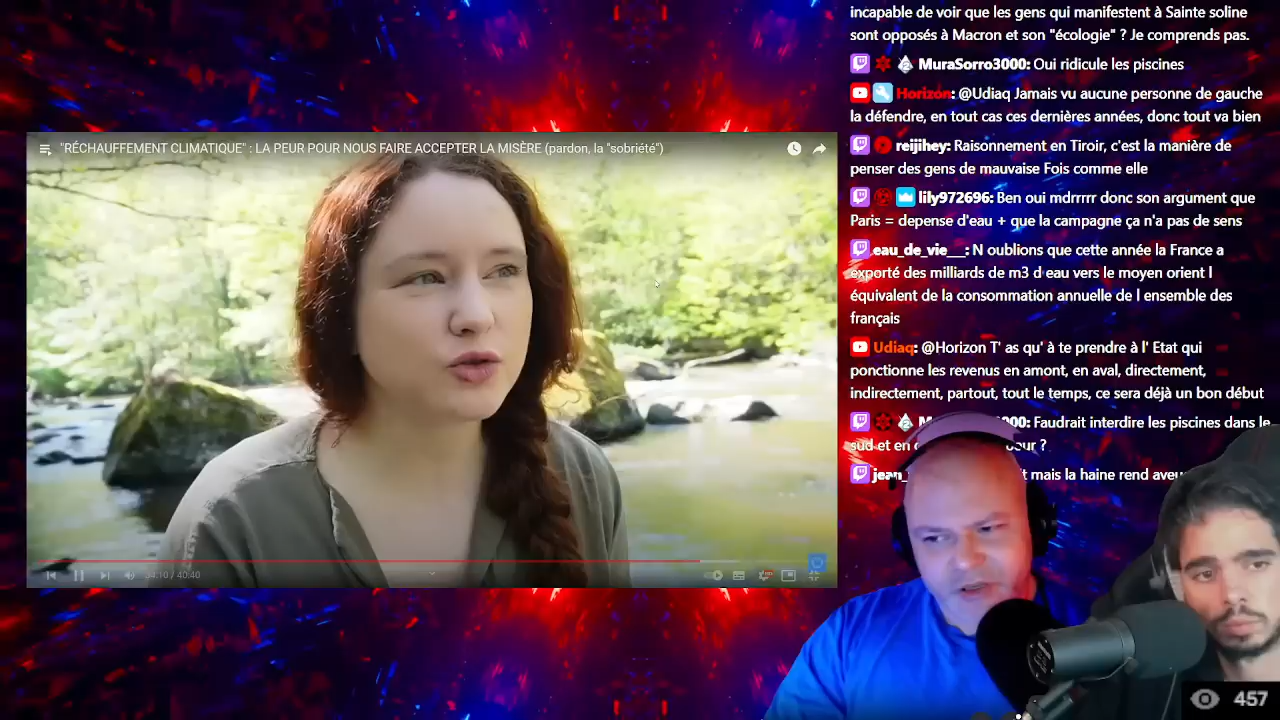 incapable de voir que les gens qui manifestent à Sainte soline
sont opposés à Macron et son "écologie" ? Je comprends pas.
MuraSorro3000: Oui ridicule les piscines
Horizon: @Udiaq Jamais vu aucune personne de gauche
la défendre, en tout cas ces dernières années, donc tout va bien
reijihey: Raisonnement en Tiroir, c'est la manière de
penser des gens de mauvaise Fois comme elle
lily972696: Ben oui mdrrrrr donc son argument que
Paris = depense d'eau + que la campagne ça n'a pas de sens
eau_de_vie__: N oublions que cette année la France a
exporté des milliards de m3 d eau vers le moyen orient l
équivalent de la consommation annuelle de l ensemble des
français
Udiaq: @Horizon T' as qu' à te prendre à l' Etat qui
ponctionne les revenus en amont, en aval, directement,
indirectement, partout, tout le temps, ce sera déjà un bon début
Faudrait interdire les piscines dans le
sud et en
mais la haine rend
"RÉCHAUFFEMENT CLIMATIQUE" : LA PEUR POUR NOUS FAIRE ACCEPTER LA MISÈRE (pardon, la "sobriété")
34:10 / 40:40
457